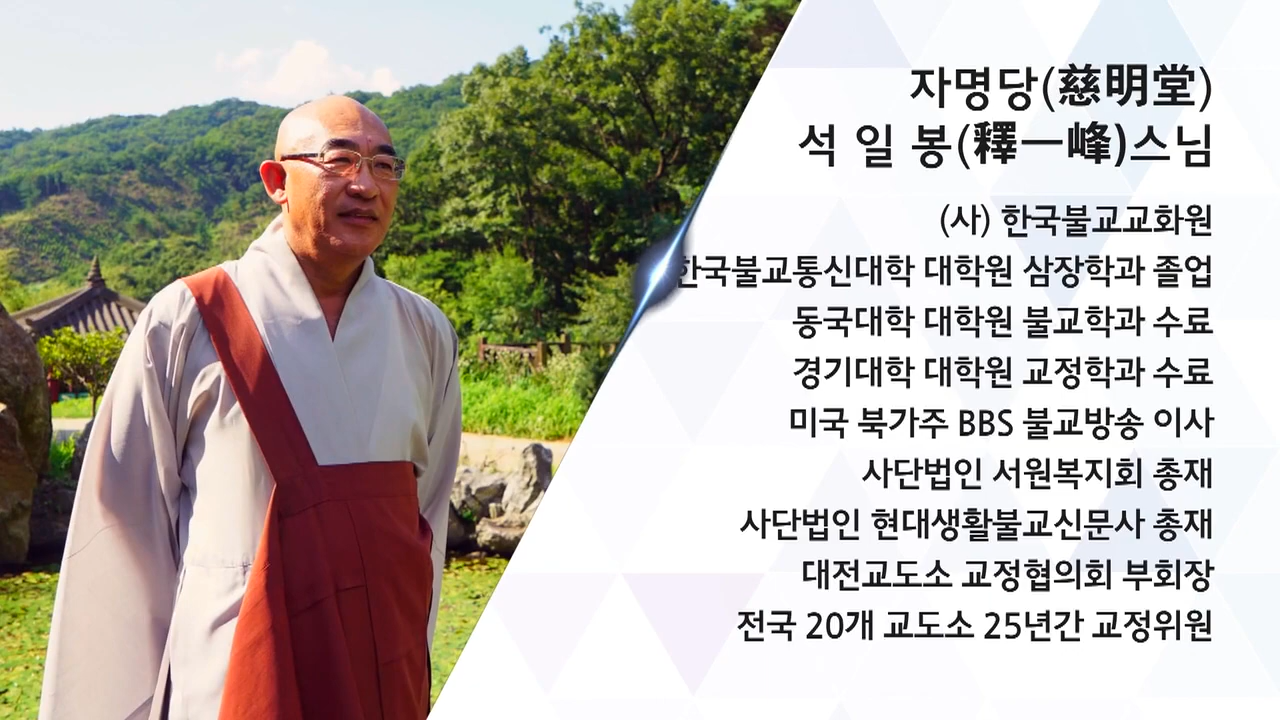 자명당(慈明堂)
석 일 봉(釋一峰)스님
(사) 한국불교교화원
한국불교통신대학 대학원 삼장학과 졸업
동국대학 대학원 불교학과 수료
경기대학 대학원 교정학과 수료
미국 북가주 BBS 불교방송 이사
사단법인 서원복지회 총재
사단법인 현대생활불교신문사 총재
대전교도소 교정협의회 부회장
전국 20개 교도소 25년간 교정위원